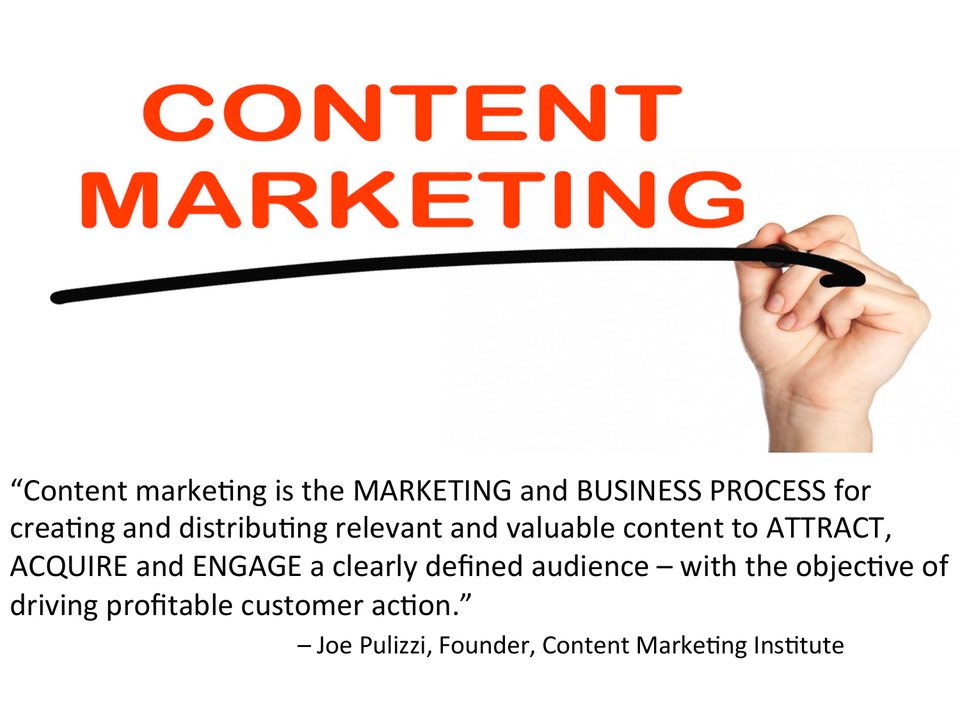 CONTENT
MARKETING
“Content marketing is the MARKETING and BUSINESS PROCESS for
creating and distributing relevant and valuable content to ATTRACT,
ACQUIRE and ENGAGE a clearly defined audience – with the objective of
driving profitable customer action.”
– Joe Pulizzi, Founder, Content Marketing Institute